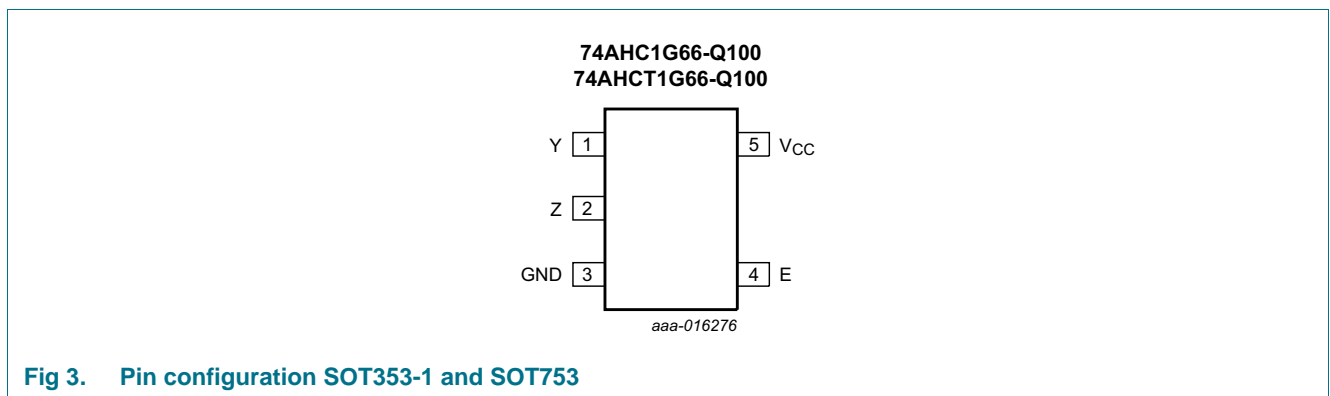 74AHC1G66-Q100
74AHCT1G66-Q100
Y 1 5 VCC
Z 2
GND 3 4 E
aaa-016276
Fig 3. Pin configuration SOT353-1 and SOT753